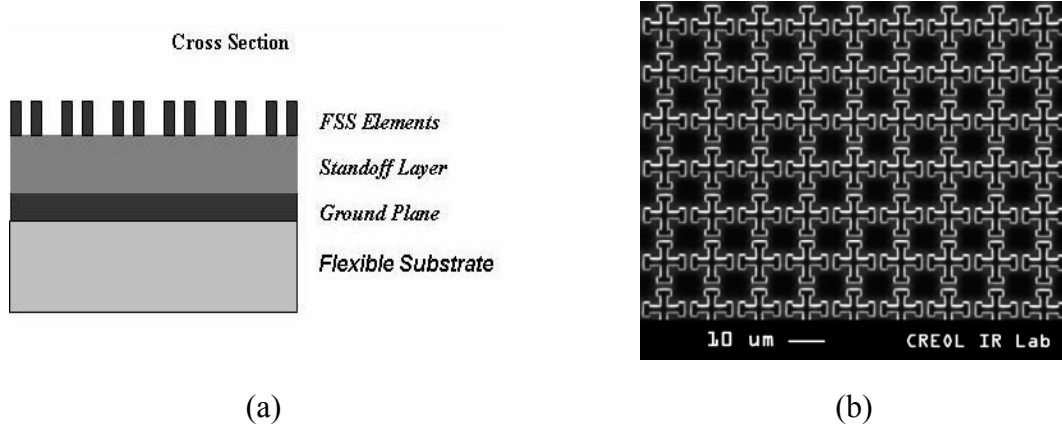 Cross Section
FSS Elements
Standoff Layer
Ground Plane
Flexible Substrate
10 um
CREOL IR Lab
(a)
(b)